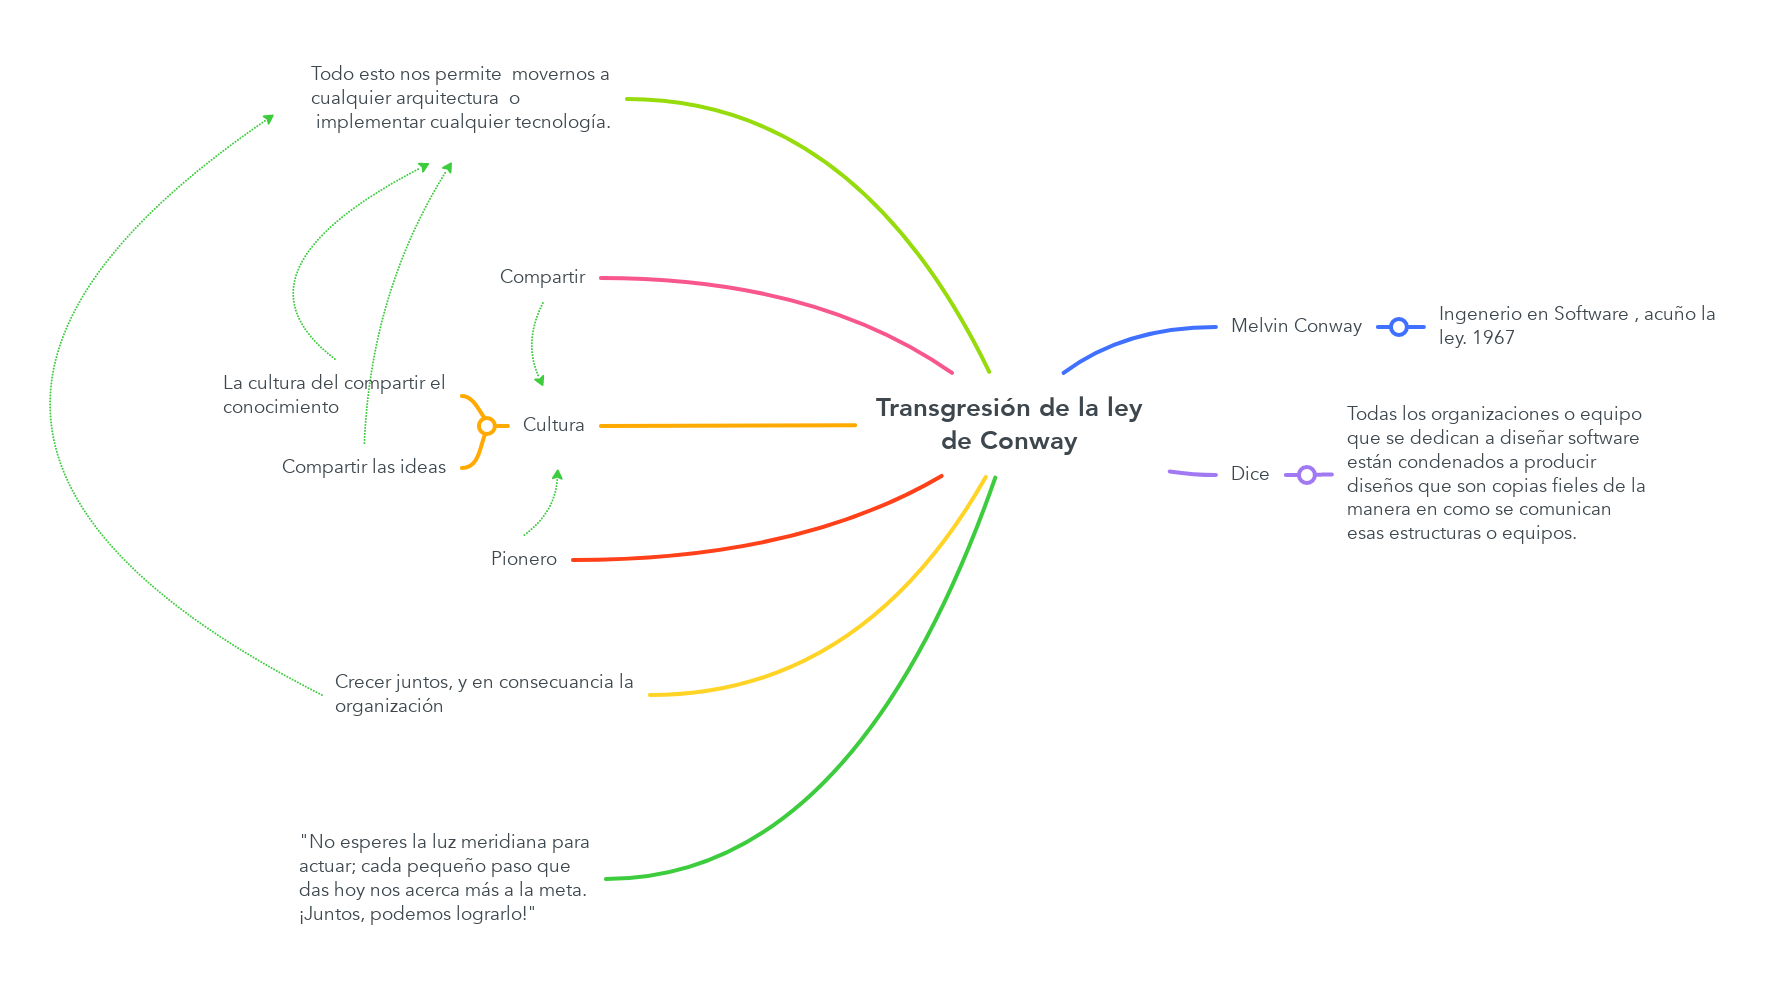 Transgresión de la ley
de Conway
Melvin Conway
Ingenerio en Software , acuño la
ley. 1967
Dice
Todas los organizaciones o equipo
que se dedican a diseñar software
están condenados a producir
diseños que son copias fieles de la
manera en como se comunican
esas estructuras o equipos.
Todo esto nos permite  movernos a
cualquier arquitectura  o
implementar cualquier tecnología.
Compartir
Cultura
La cultura del compartir el
conocimiento
Compartir las ideas
Pionero
Crecer juntos, y en consecuancia la
organización
"No esperes la luz meridiana para
actuar; cada pequeño paso que
das hoy nos acerca más a la meta.
¡Juntos, podemos lograrlo!"